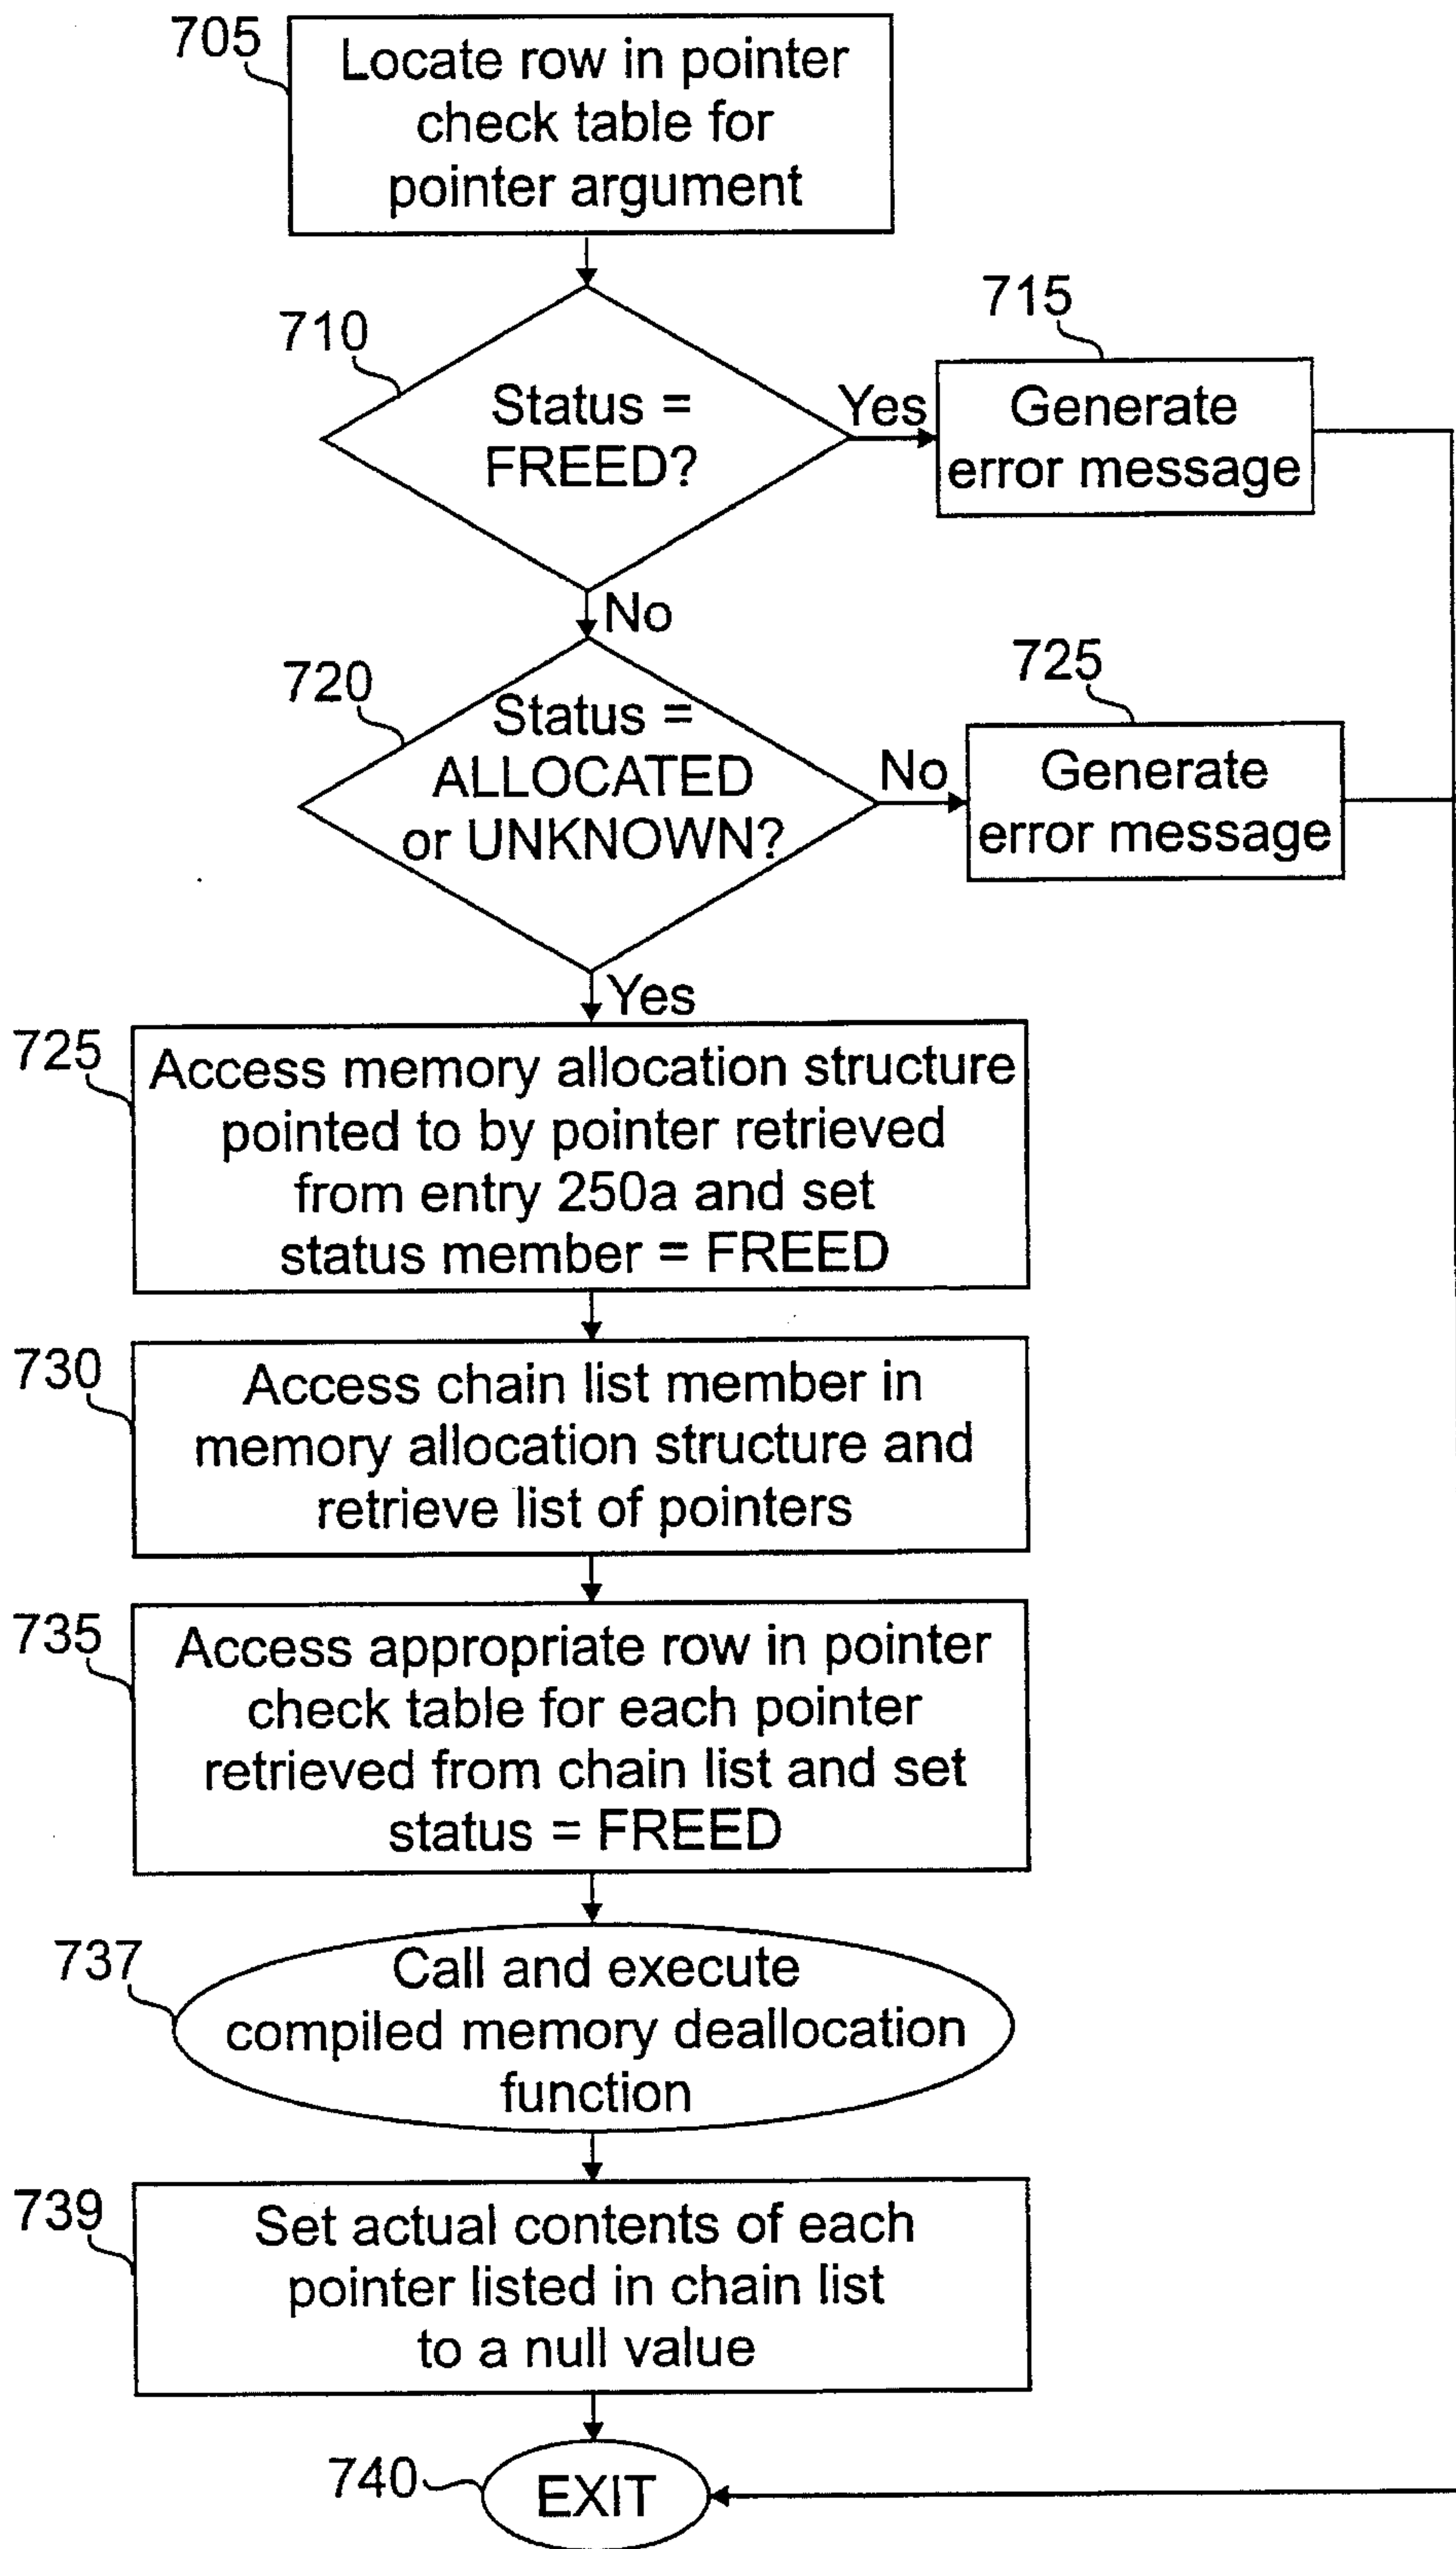 705
Locate row in pointer
check table for
pointer argument
710
Status =
FREED?
Yes
715
Generate
error message
No
720
Status =
ALLOCATED
or UNKNOWN?
No
725
Generate
error message
Yes
725
Access memory allocation structure
pointed to by pointer retrieved
from entry 250a and set
status member = FREED
730
Access chain list member in
memory allocation structure and
retrieve list of pointers
735
Access appropriate row in pointer
check table for each pointer
retrieved from chain list and set
status = FREED
737
Call and execute
compiled memory deallocation
function
739
Set actual contents of each
pointer listed in chain list
to a null value
740
EXIT